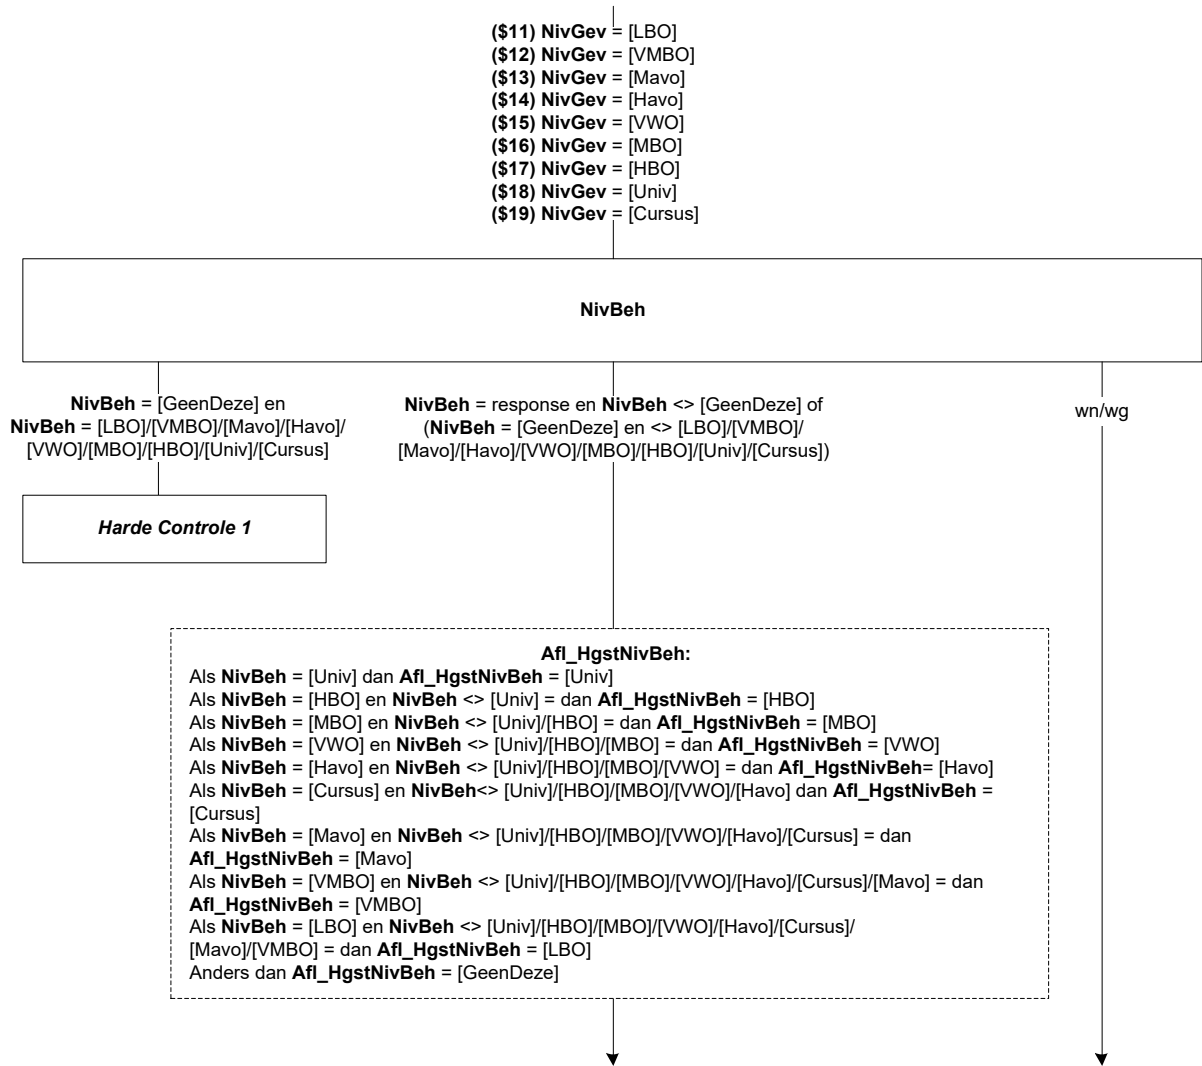 ($11) NivGev = [LBO]
($12) NivGev = [VMBO]
($13) NivGev = [Mavo]
($14) NivGev = [Havo]
($15) NivGev = [VWO]
($16) NivGev = [MBO]
($17) NivGev = [HBO]
($18) NivGev = [Univ]
($19) NivGev = [Cursus]
NivBeh
NivBeh = [GeenDeze] en
NivBeh = [LBO]/[VMBO]/[Mavo]/[Havo]/
[VWO]/[MBO]/[HBO]/[Univ]/[Cursus]
NivBeh = response en NivBeh <> [GeenDeze] of
(NivBeh = [GeenDeze] en <> [LBO]/[VMBO]/
[Mavo]/[Havo]/[VWO]/[MBO]/[HBO]/[Univ]/[Cursus])
wn/wg
Harde Controle 1
Afl_HgstNivBeh:
Als NivBeh = [Univ] dan Afl_HgstNivBeh = [Univ]
Als NivBeh = [HBO] en NivBeh <> [Univ] = dan Afl_HgstNivBeh = [HBO]
Als NivBeh = [MBO] en NivBeh <> [Univ]/[HBO] = dan Afl_HgstNivBeh = [MBO]
Als NivBeh = [VWO] en NivBeh <> [Univ]/[HBO]/[MBO] = dan Afl_HgstNivBeh = [VWO]
Als NivBeh = [Havo] en NivBeh <> [Univ]/[HBO]/[MBO]/[VWO] = dan Afl_HgstNivBeh= [Havo]
Als NivBeh = [Cursus] en NivBeh<> [Univ]/[HBO]/[MBO]/[VWO]/[Havo] dan Afl_HgstNivBeh =
[Cursus]
Als NivBeh = [Mavo] en NivBeh <> [Univ]/[HBO]/[MBO]/[VWO]/[Havo]/[Cursus] = dan
Afl_HgstNivBeh = [Mavo]
Als NivBeh = [VMBO] en NivBeh <> [Univ]/[HBO]/[MBO]/[VWO]/[Havo]/[Cursus]/[Mavo] = dan
Afl_HgstNivBeh = [VMBO]
Als NivBeh = [LBO] en NivBeh <> [Univ]/[HBO]/[MBO]/[VWO]/[Havo]/[Cursus]/
[Mavo]/[VMBO] = dan Afl_HgstNivBeh = [LBO]
Anders dan Afl_HgstNivBeh = [GeenDeze]